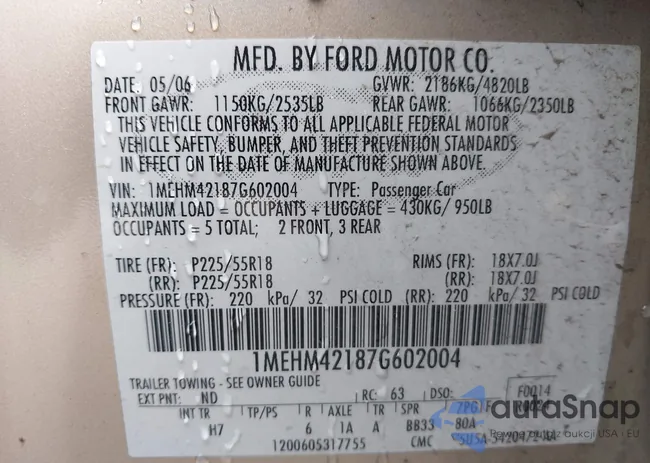 MFD. BY FORD MOTOR CO.
DATE: 05/06 GVWR: 2186KG/4820LB
FRONT GAWR: 1150KG/2535LB REAR GAWR: 1066KG/2350LB
THIS VEHICLE CONFORMS TO ALL APPLICABLE FEDERAL MOTOR
VEHICLE SAFETY, BUMPER, AND THEFT PREVENTION STANDARDS
IN EFFECT ON THE DATE OF MANUFACTURE SHOWN ABOVE.
VIN: 1MEHM42187G602004 TYPE: Passenger Car
MAXIMUM LOAD = OCCUPANTS + LUGGAGE = 430KG/ 950LB
OCCUPANTS = 5 TOTAL; 2 FRONT, 3 REAR
TIRE (FR): P225/55R18 RIMS (FR): 18X7.0J
(RR): P225/55R18 (RR): 18X7.0J
PRESSURE (FR): 220 kPa/ 32 PSI COLD (RR): 220 kPa/ 32 PSI COLD
1MEHM42187G602004
TRAILER TOWING - SEE OWNER GUIDE
EXT PNT: ND RC: 63 DSO: F0014
INT TR TP/PS R AXLE TR SPR
H7 6 1A A BB33 80A
1200605317755 CMC
autoSnap